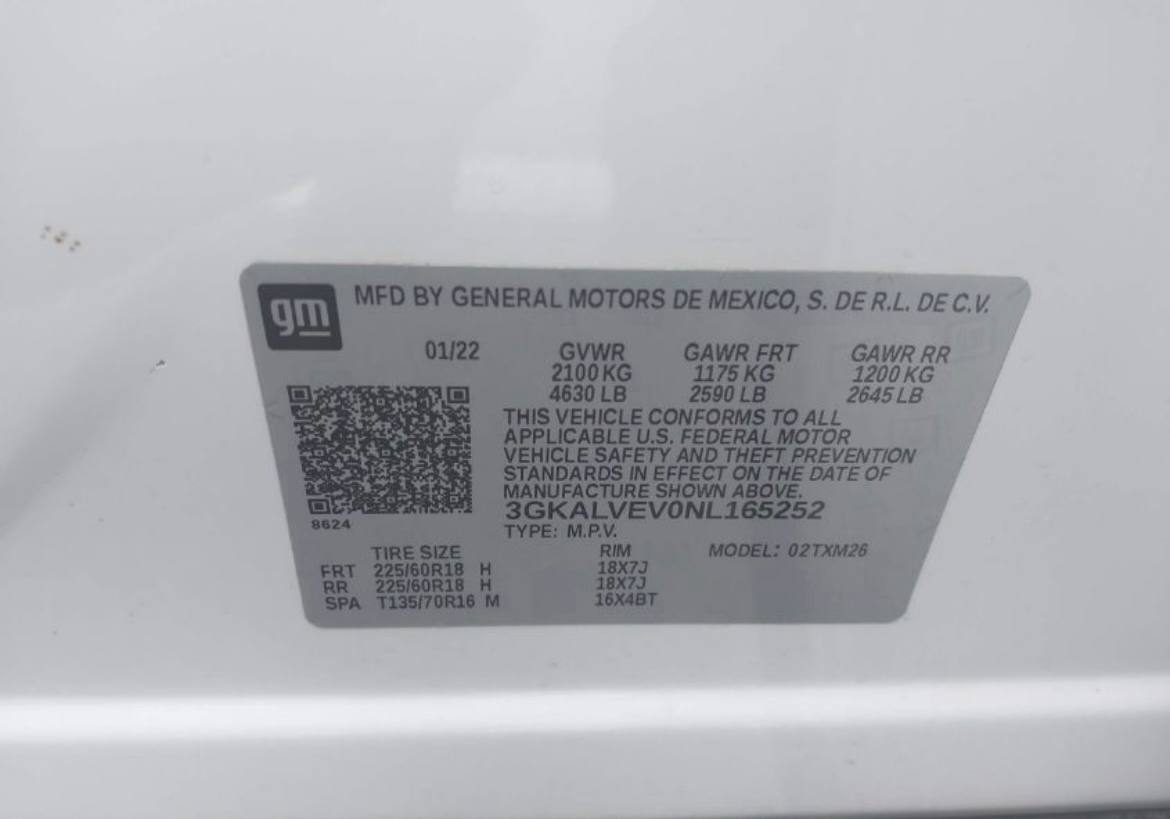 gm MFD BY GENERAL MOTORS DE MEXICO, S. DE R.L. DE C.V.
01/22 GVWR GAWR FRT GAWR RR
2100 KG 1175 KG 1200 KG
4630 LB 2590 LB 2645 LB
THIS VEHICLE CONFORMS TO ALL
APPLICABLE U.S. FEDERAL MOTOR
VEHICLE SAFETY AND THEFT PREVENTION
STANDARDS IN EFFECT ON THE DATE OF
MANUFACTURE SHOWN ABOVE.
3GKALVEV0NL165252
8624
TYPE: M.P.V.
TIRE SIZE RIM MODEL: 02TXM26
FRT 225/60R18 H 18X7J
RR 225/60R18 H 18X7J
SPA T135/70R16 M 16X4BT